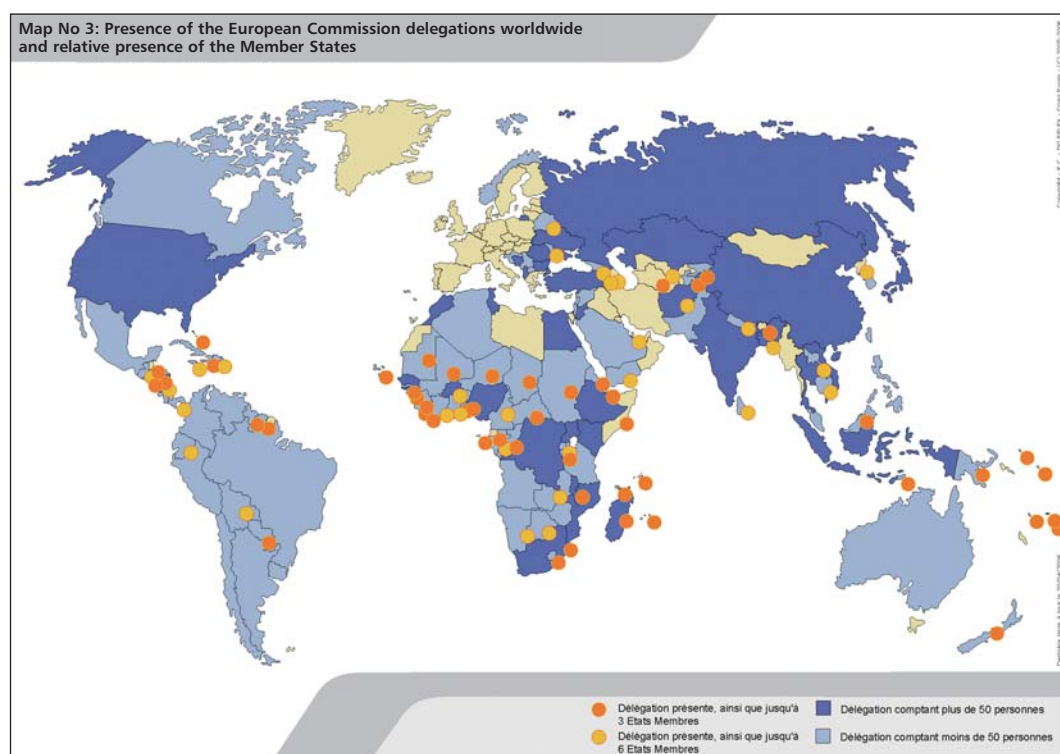 Map No 3: Presence of the European Commission delegations worldwide
and relative presence of the Member States
Délégation présente, ainsi que jusqu'à
3 Etats Membres
Délégation présente, ainsi que jusqu'à
6 Etats Membres
Délégation comptant plus de 50 personnes
Délégation comptant moins de 50 personnes